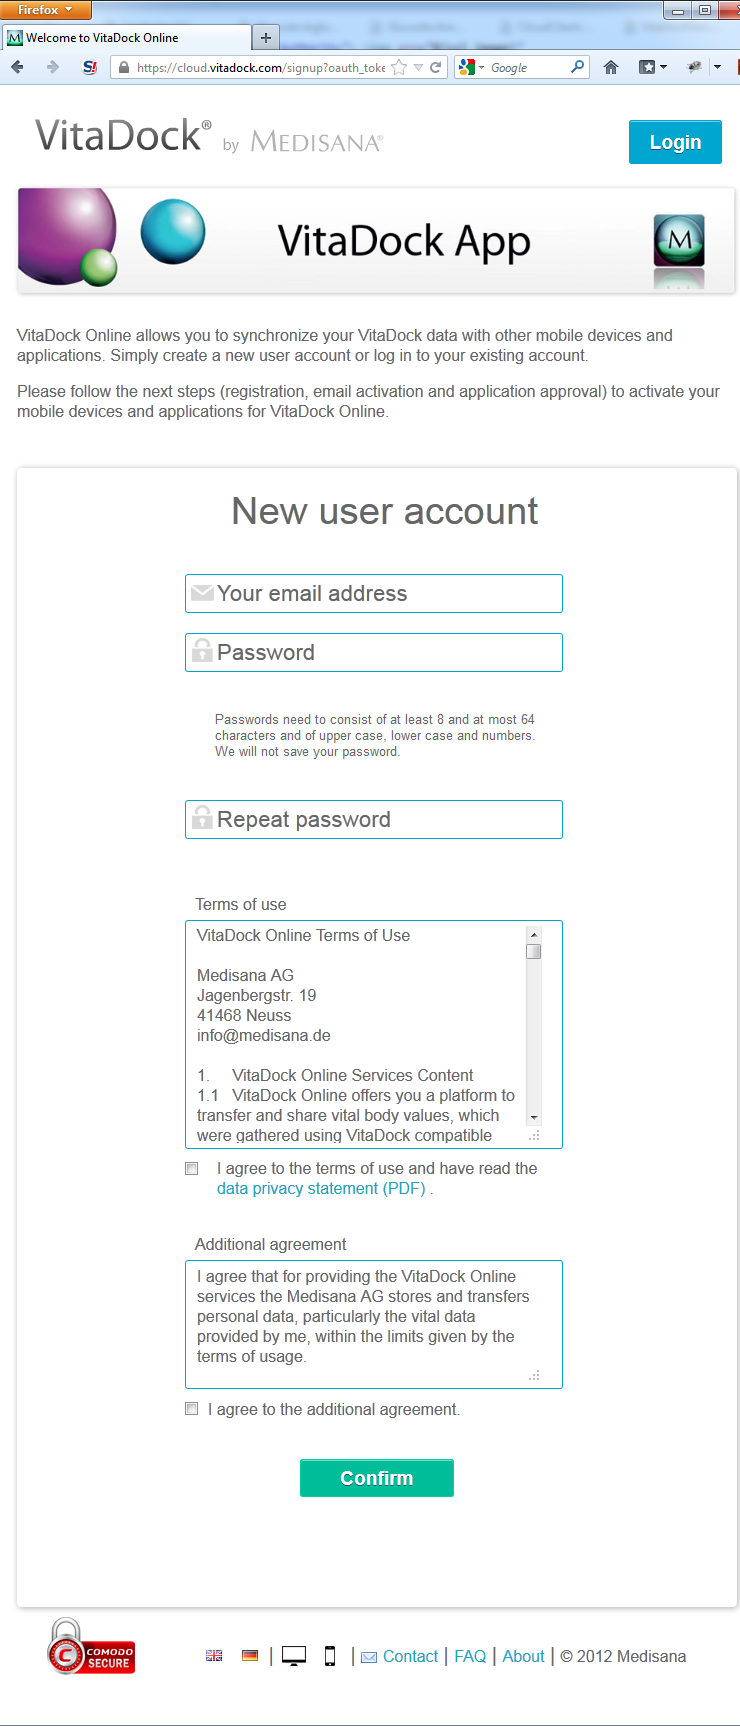 Firefox
Welcome to VitaDock Online
https://cloud.vitadock.com/signup?oauth_toke
Google
VitaDock® by MEDISANA®
Login
VitaDock App
M
VitaDock Online allows you to synchronize your VitaDock data with other mobile devices and
applications. Simply create a new user account or log in to your existing account.
Please follow the next steps (registration, email activation and application approval) to activate your
mobile devices and applications for VitaDock Online.
New user account
Your email address
Password
Passwords need to consist of at least 8 and at most 64
characters and of upper case, lower case and numbers.
We will not save your password.
Repeat password
Terms of use
VitaDock Online Terms of Use
Medisana AG
Jagenbergstr. 19
41468 Neuss
info@medisana.de
1. VitaDock Online Services Content
1.1 VitaDock Online offers you a platform to
transfer and share vital body values, which
were gathered using VitaDock compatible
I agree to the terms of use and have read the
data privacy statement (PDF) .
Additional agreement
I agree that for providing the VitaDock Online
services the Medisana AG stores and transfers
personal data, particularly the vital data
provided by me, within the limits given by the
terms of usage.
I agree to the additional agreement.
Confirm
C COMODO
SECURE
| | Contact | FAQ | About | © 2012 Medisana